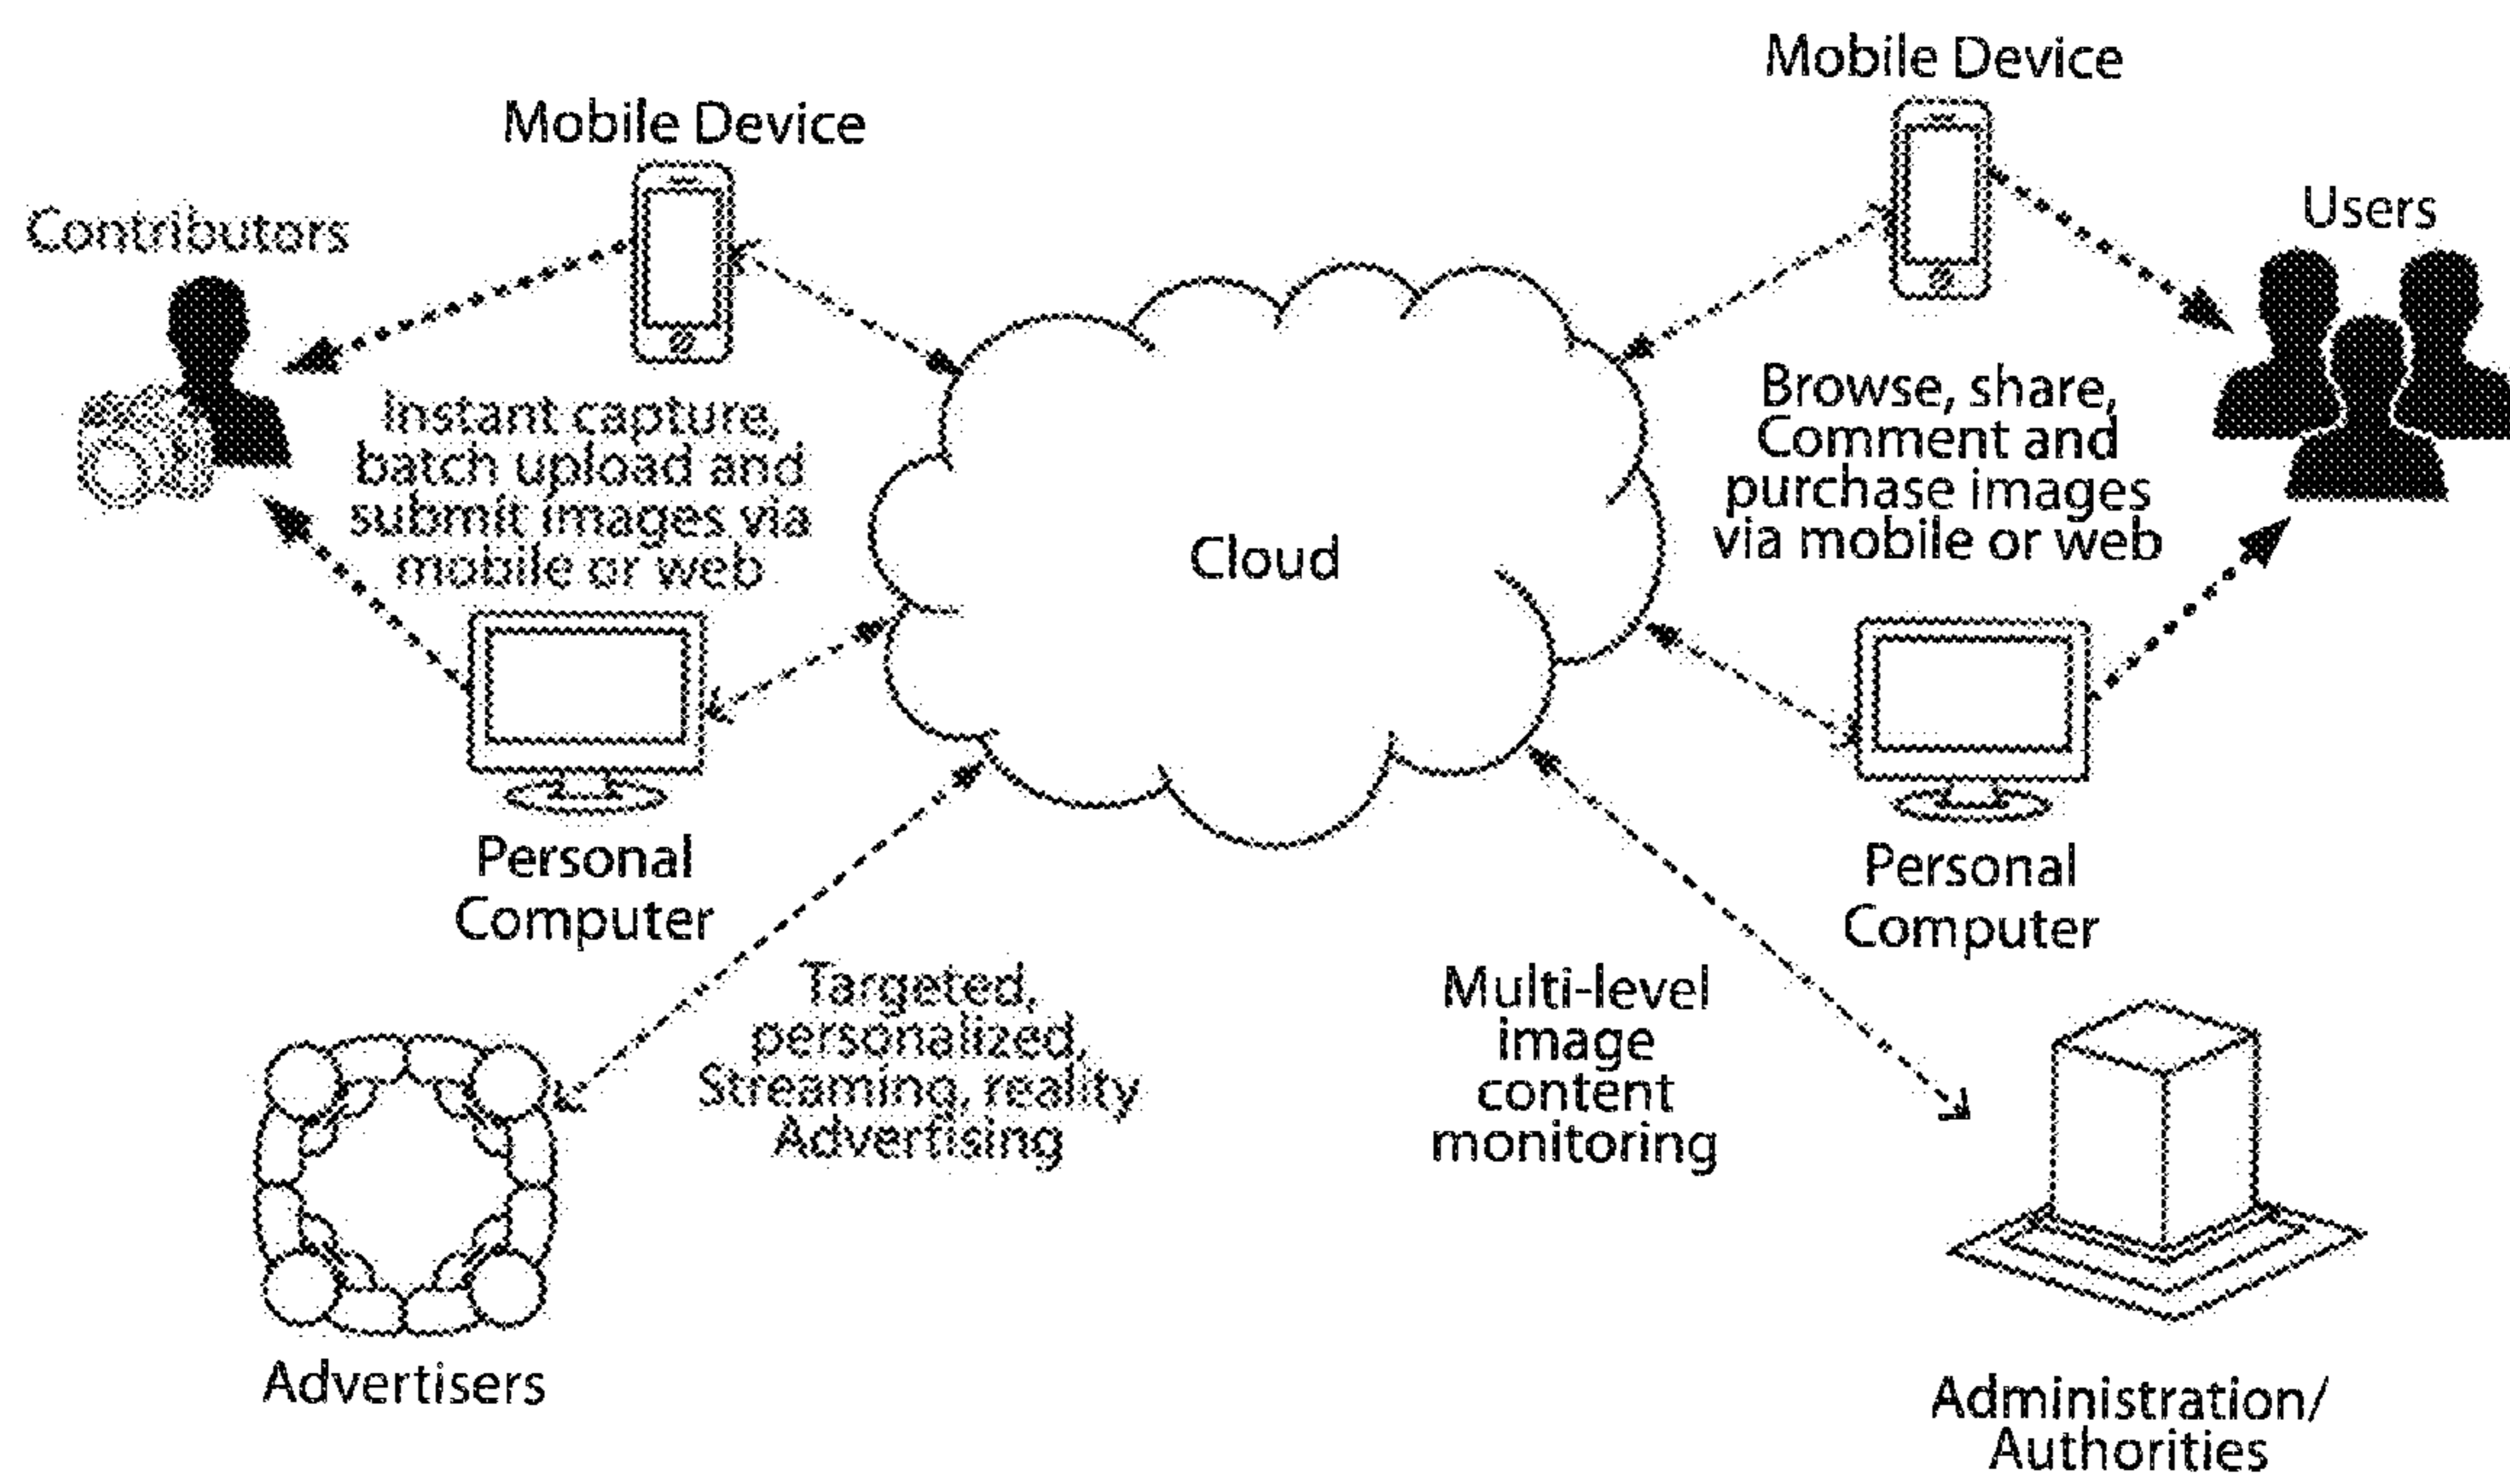 Mobile Device
Mobile Device
Contributors
Users
Instant capture,
batch upload and
submit images via
mobile or web
Browse, share,
Comment and
purchase images
via mobile or web
Cloud
Personal
Computer
Personal
Computer
Targeted,
personalized,
Streaming, reality
Advertising
Multi-level
image
content
monitoring
Advertisers
Administration/
Authorities